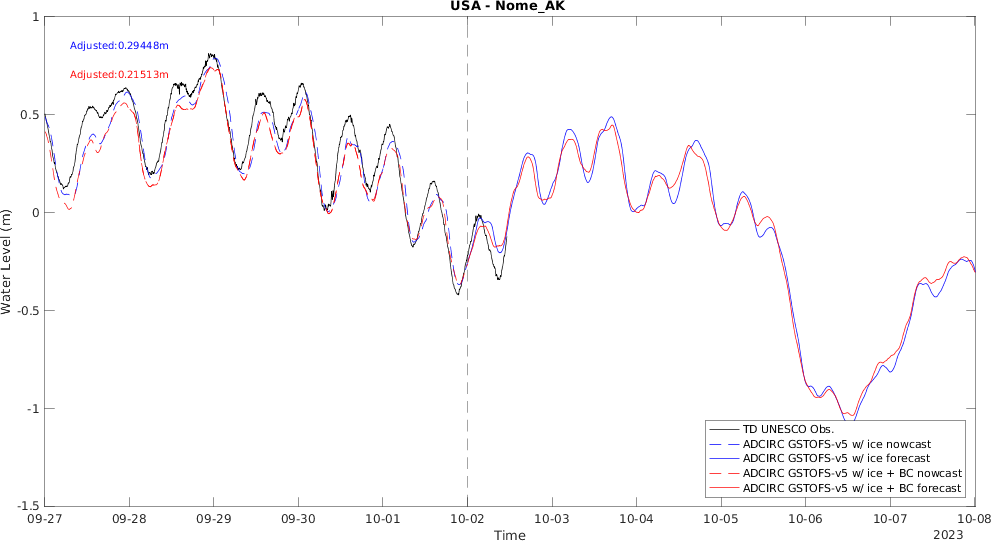 USA - Nome_AK
Adjusted:0.29448m
Adjusted:0.21513m
Water Level (m)
1
0.5
0
-0.5
-1
-1.5
09-27
09-28
09-29
09-30
10-01
10-02
10-03
10-04
10-05
10-06
10-07
10-08
Time
2023
TD UNESCO Obs.
ADCIRC GSTOFS-v5 w/ ice nowcast
ADCIRC GSTOFS-v5 w/ ice forecast
ADCIRC GSTOFS-v5 w/ ice + BC nowcast
ADCIRC GSTOFS-v5 w/ ice + BC forecast